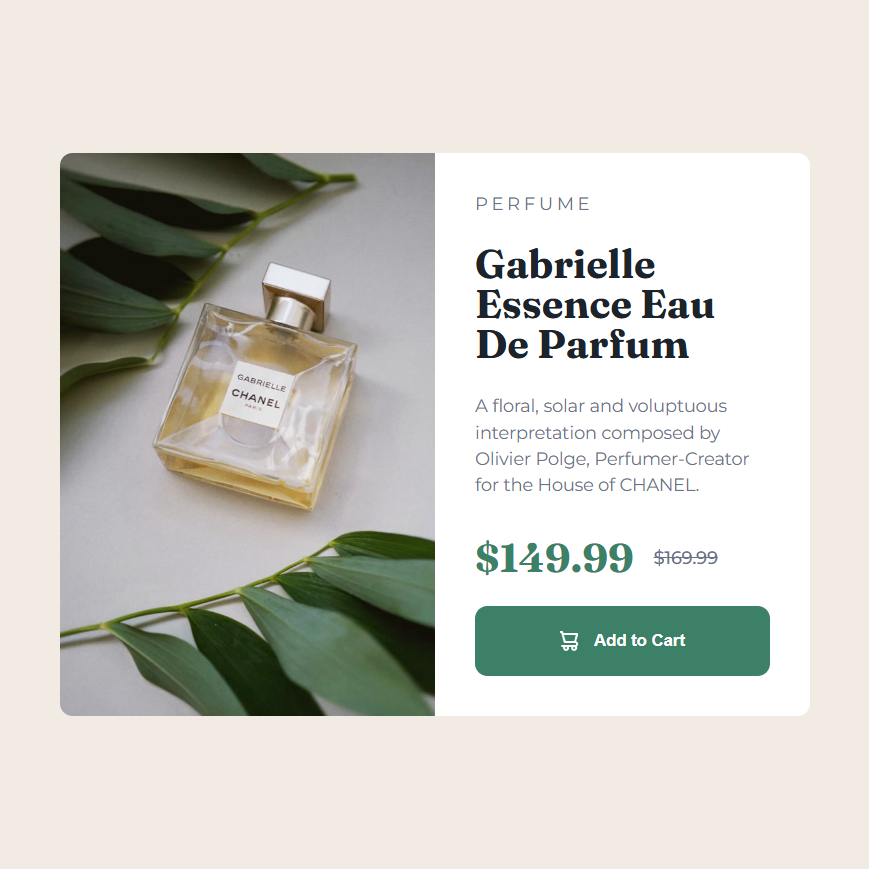 GABRIELLE
CHANEL
PARIS
PERFUME
Gabrielle
Essence Eau
De Parfum
A floral, solar and voluptuous
interpretation composed by
Olivier Polge, Perfumer-Creator
for the House of CHANEL.
$149.99 $169.99
Add to Cart